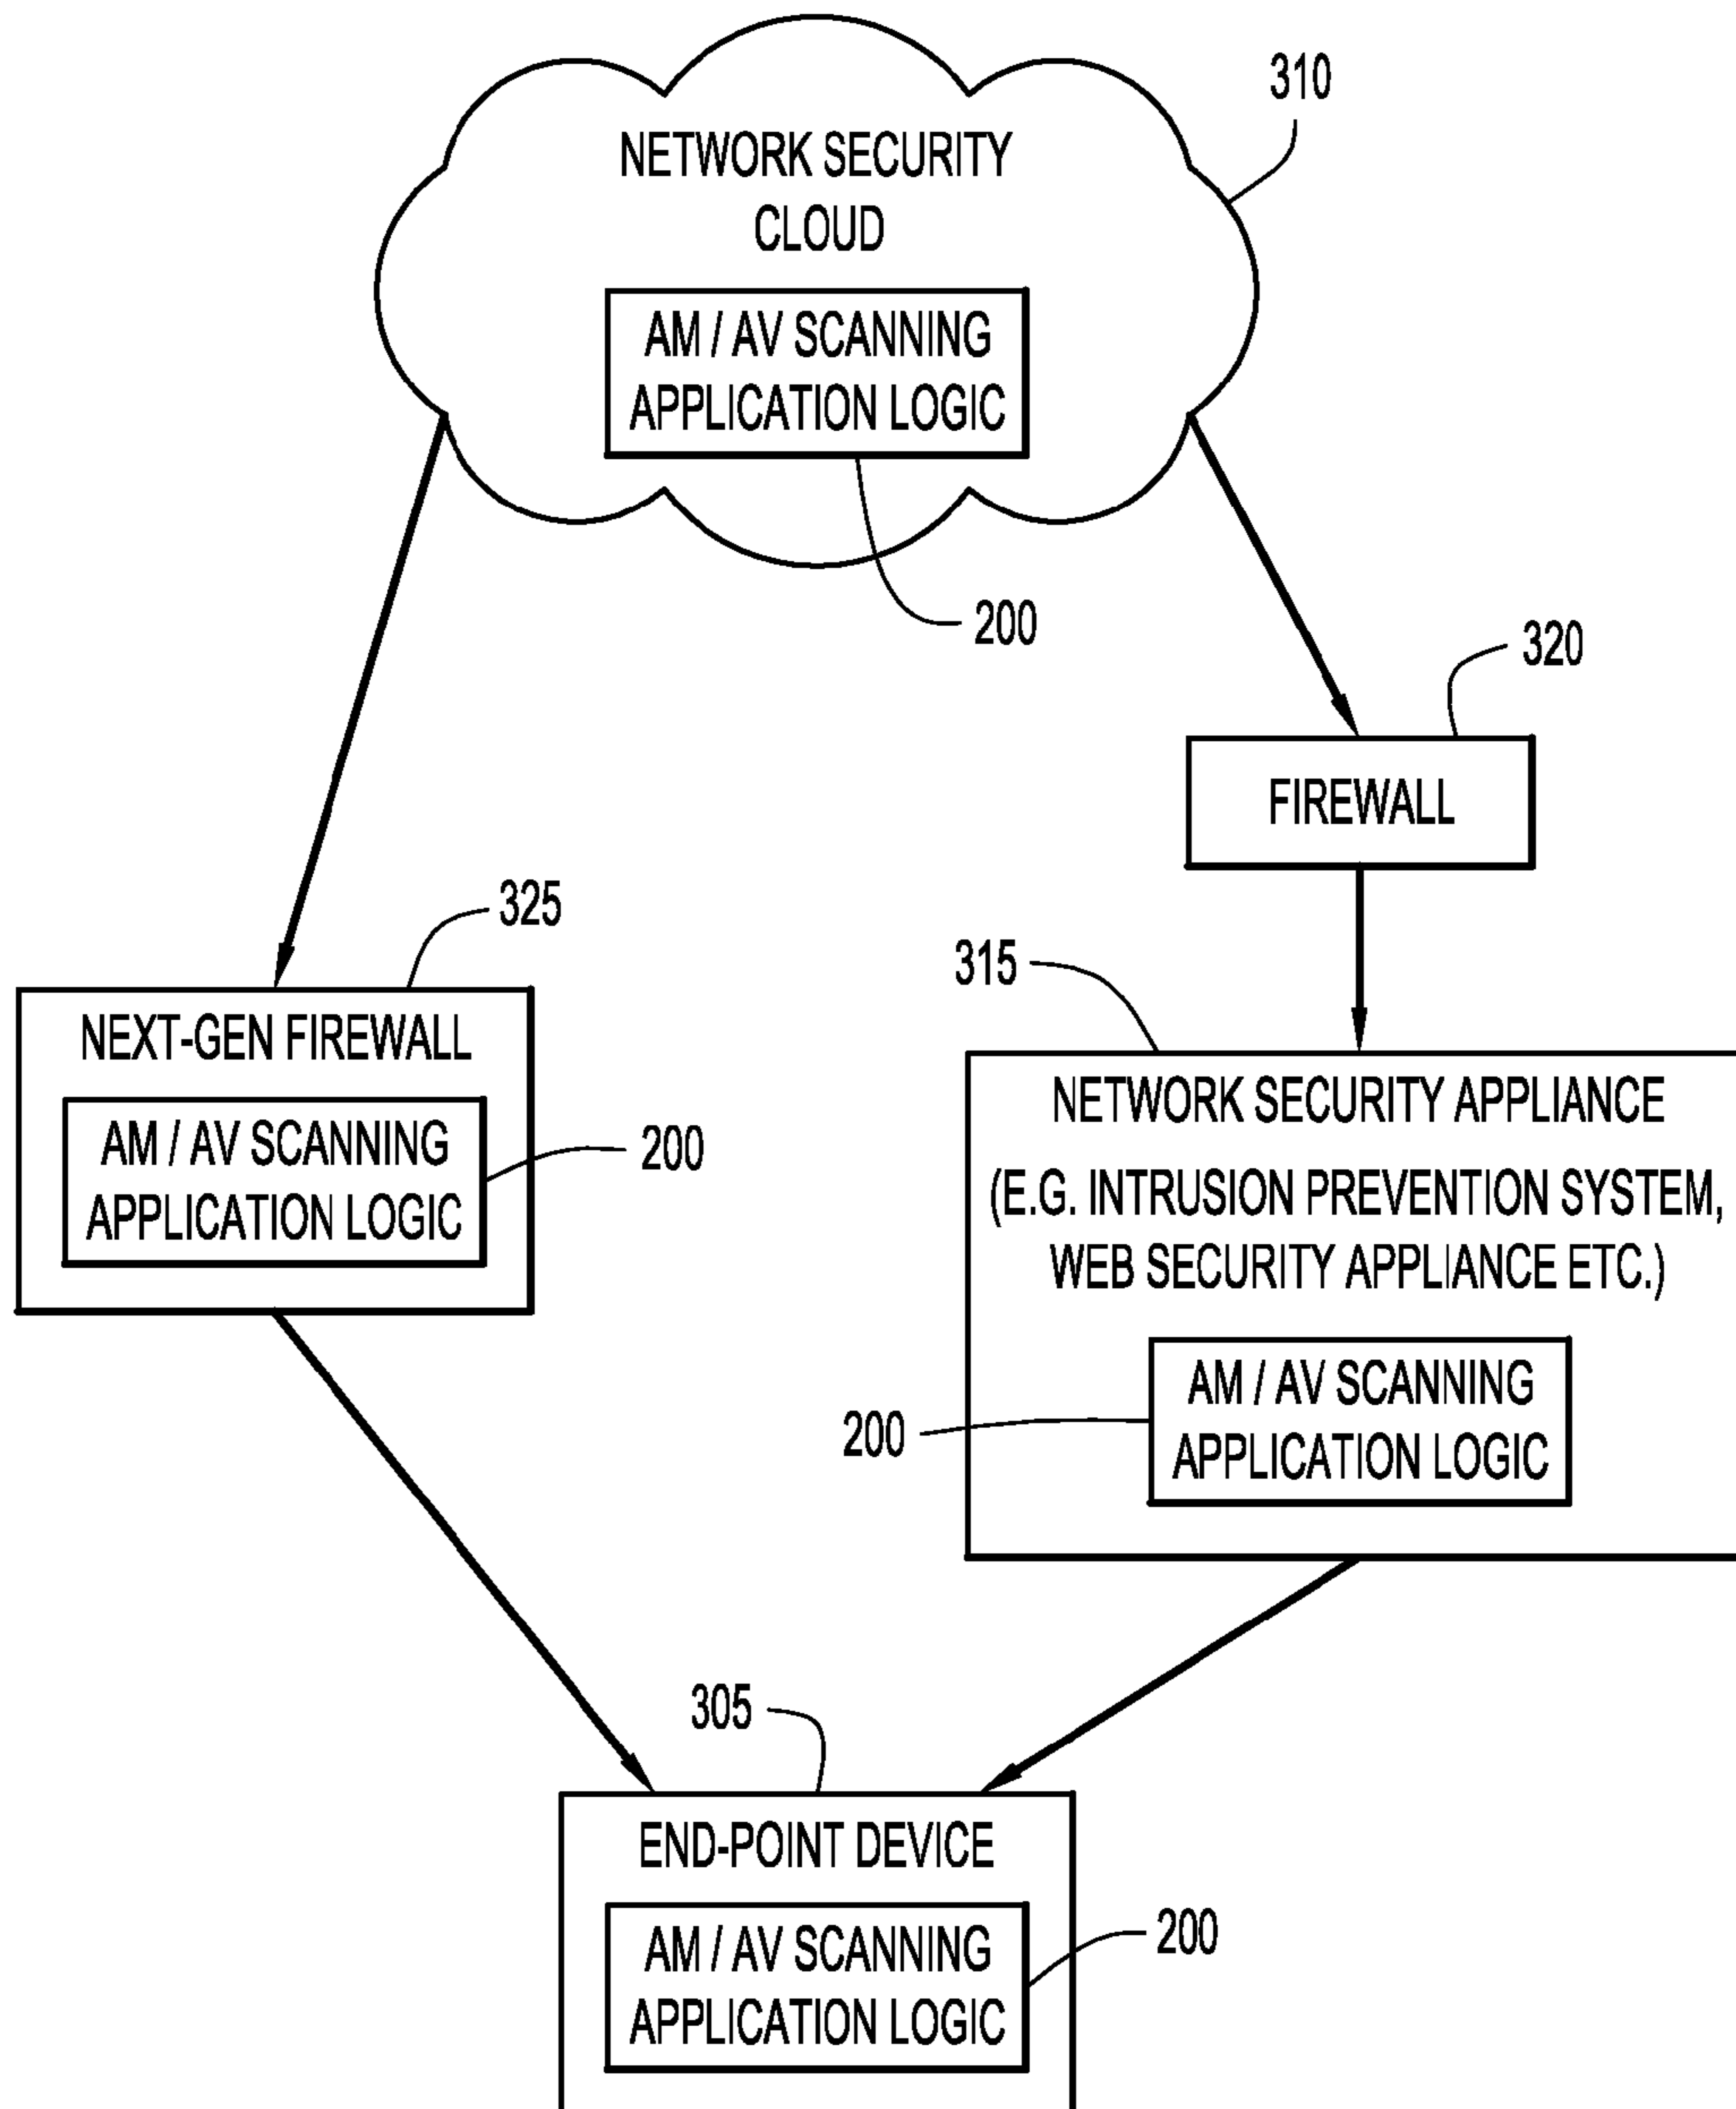 310
NETWORK SECURITY
CLOUD
AM / AV SCANNING
APPLICATION LOGIC
200
320
FIREWALL
325
315
NEXT-GEN FIREWALL
AM / AV SCANNING
APPLICATION LOGIC
200
NETWORK SECURITY APPLIANCE
(E.G. INTRUSION PREVENTION SYSTEM,
WEB SECURITY APPLIANCE ETC.)
AM / AV SCANNING
APPLICATION LOGIC
200
305
END-POINT DEVICE
AM / AV SCANNING
APPLICATION LOGIC
200